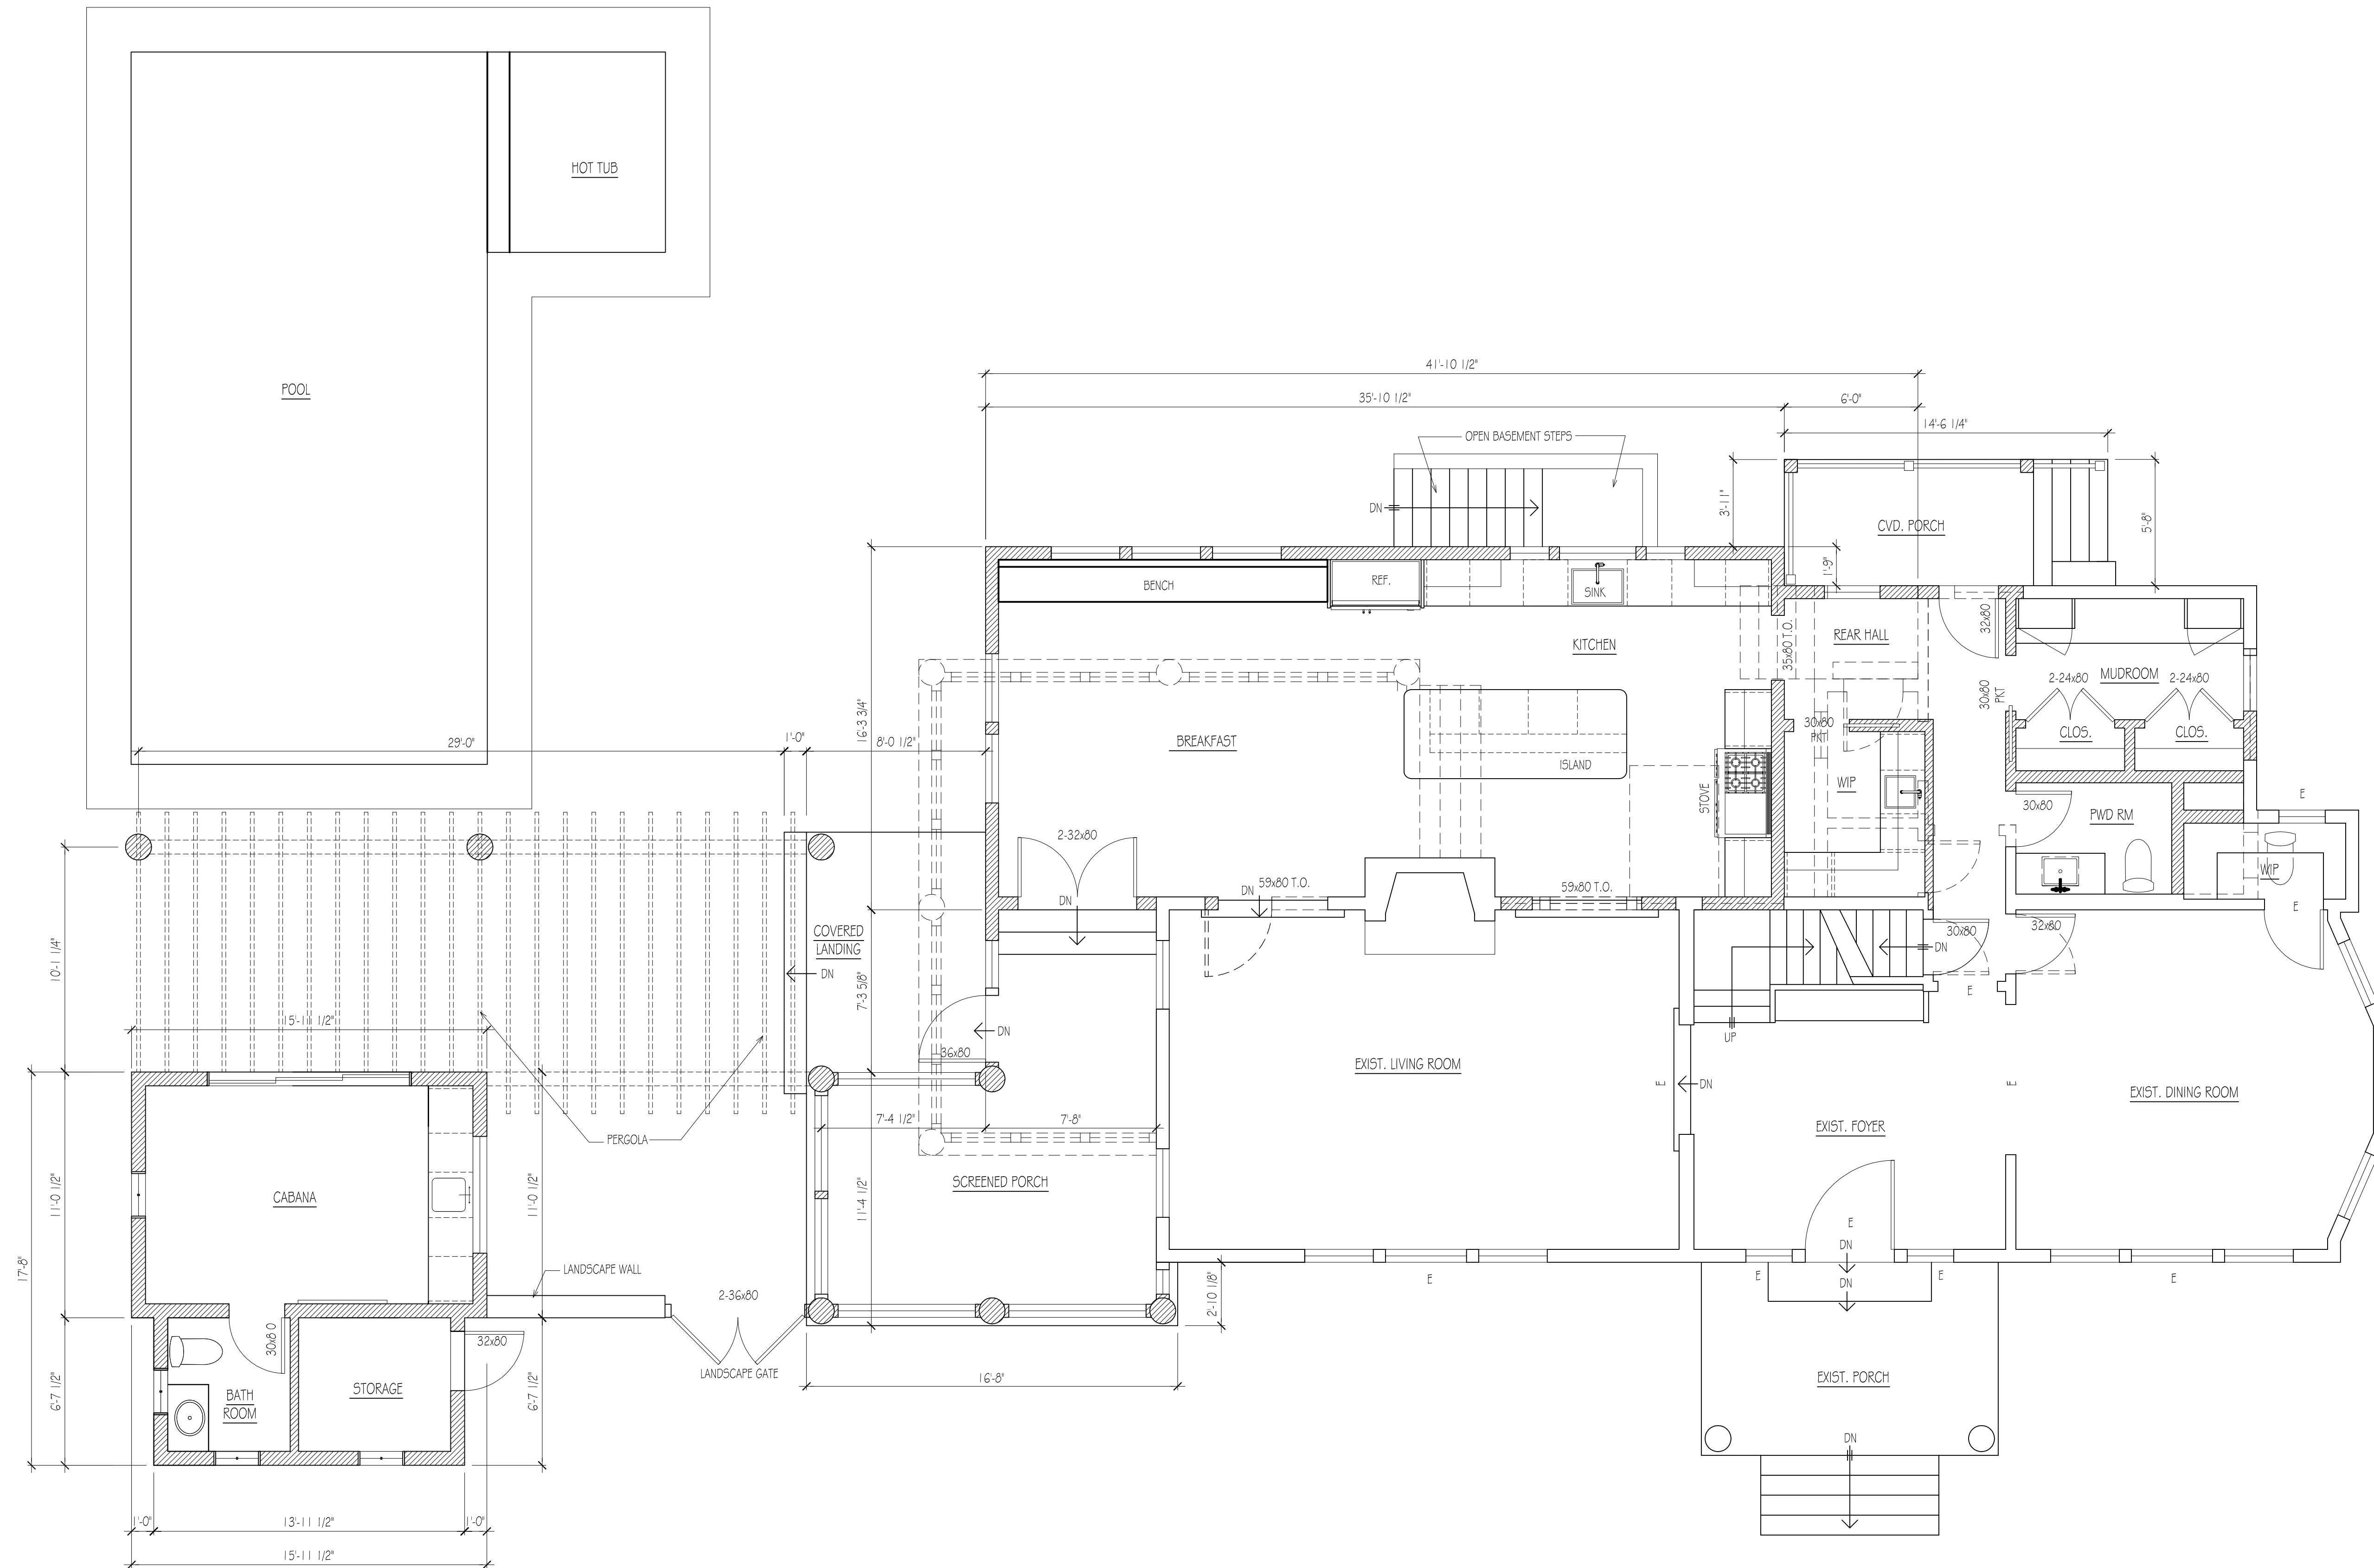 HOT TUB
POOL
41'-10 1/2"
35'-10 1/2"
6'-0"
14'-6 1/4"
OPEN BASEMENT STEPS
DN
3'-11"
5'-8"
CVD. PORCH
1'-9"
BENCH
REF.
SINK
KITCHEN
35x80 T.O.
REAR HALL
32x80
MUDROOM
2-24x80
2-24x80
30x80
PKT
CLOS.
CLOS.
16'-3 3/4"
29'-0"
1'-0"
8'-0 1/2"
BREAKFAST
ISLAND
STOVE
30x80
PKT
WIP
30x80
PWD RM
E
WIP
E
2-32x80
DN
DN
59x80 T.O.
59x80 T.O.
COVERED
LANDING
DN
10'-1 1/4"
7'-3 5/8"
30x80
DN
32x80
E
15'-11 1/2"
DN
36x80
UP
EXIST. LIVING ROOM
E
DN
E
EXIST. DINING ROOM
EXIST. FOYER
7'-4 1/2"
7'-8"
PERGOLA
SCREENED PORCH
CABANA
11'-0 1/2"
11'-0 1/2"
11'-4 1/2"
17'-8"
LANDSCAPE WALL
2-36x80
2'-10 1/8"
E
E
DN
DN
E
E
E
30x8 0
32x80
LANDSCAPE GATE
16'-8"
EXIST. PORCH
6'-7 1/2"
BATH
ROOM
STORAGE
6'-7 1/2"
DN
1'-0"
13'-11 1/2"
1'-0"
15'-11 1/2"